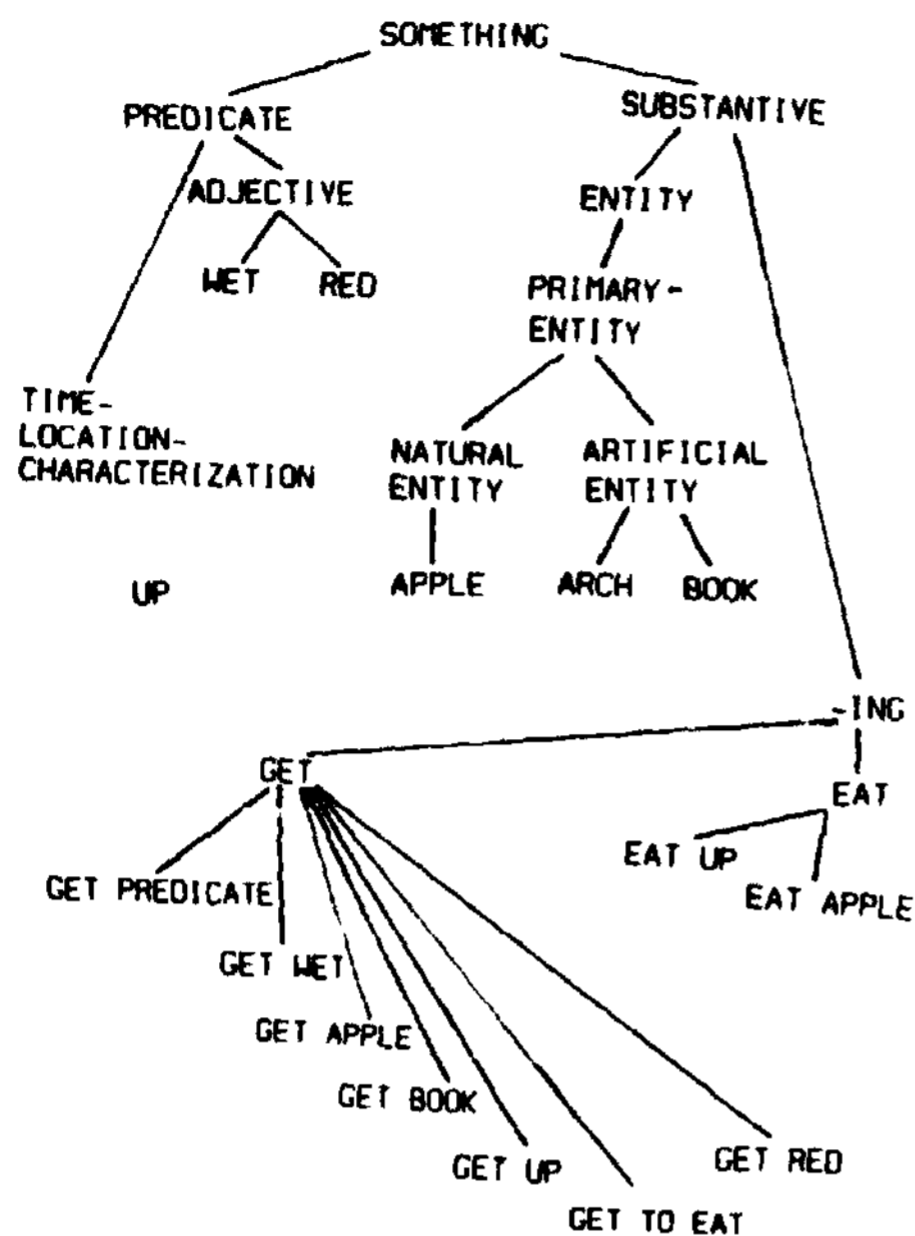 SOMETHING
PREDICATE
SUBSTANTIVE
ADJECTIVE
ENTITY
WET
RED
PRIMARY-
ENTITY
TIME-
LOCATION-
CHARACTERIZATION
NATURAL
ENTITY
ARTIFICIAL
ENTITY
UP
APPLE
ARCH
BOOK
-ING
GET
EAT
EAT UP
EAT APPLE
GET PREDICATE
GET WET
GET APPLE
GET BOOK
GET UP
GET RED
GET TO EAT